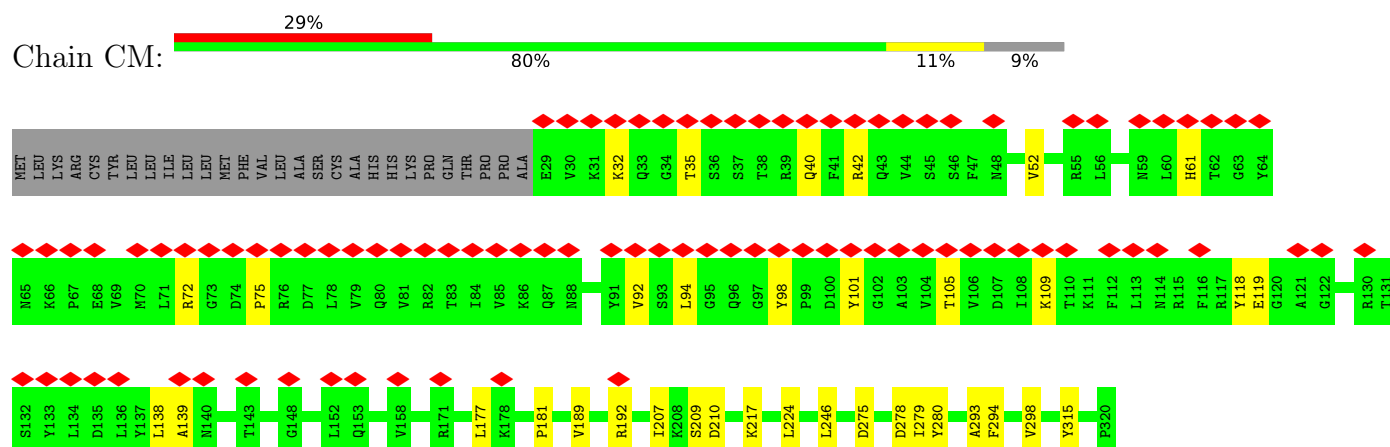 29%
Chain CM:
80% 11% 9%
MET LEU LYS ARG CYS TYR LEU LEU ILE LEU LEU MET PHE VAL LEU ALA SER CYS ALA HIS HIS LYS PRO GLN THR PRO PRO ALA E29 V30 K31 K32 Q33 G34 T35 S36 S37 T38 R39 Q40 F41 R42 Q43 V44 S45 S46 F47 N48 V52 R55 L56 N59 L60 H61 T62 G63 Y64
N65 K66 P67 E68 V69 M70 L71 R72 G73 D74 P75 R76 D77 L78 V79 Q80 V81 R82 T83 I84 V85 K86 Q87 N88 Y91 V92 S93 L94 G95 Q96 G97 Y98 P99 D100 Y101 G102 A103 V104 T105 V106 D107 I108 K109 T110 K111 F112 L113 N114 R115 F116 R117 Y118 E119 G120 A121 G122 R130 T131
S132 Y133 L134 D135 L136 Y137 L138 A139 N140 T143 G148 L152 Q153 V158 R171 L177 K178 P181 V189 R192 I207 K208 S209 D210 K217 L224 L246 D275 D278 I279 Y280 A293 F294 V298 Y315 P320